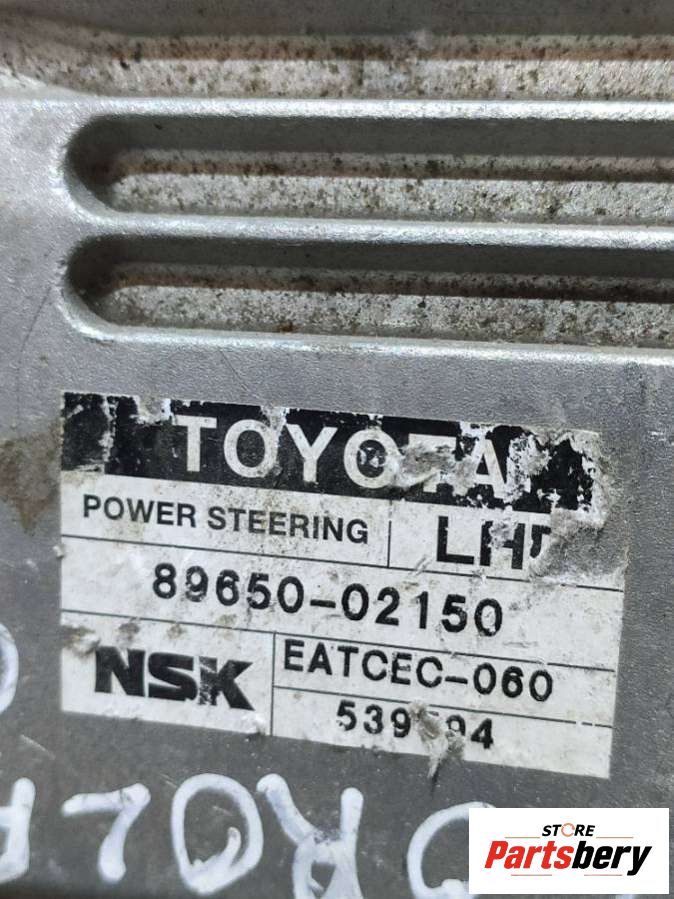 TOYOTA
POWER STEERING
89650-02150
NSK
EATCEC-060
STORE
Partsbery